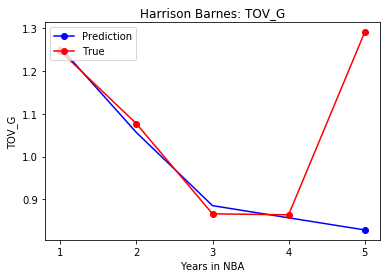 Harrison Barnes: TOV_G
Prediction
True
1.3
1.2
1.1
1.0
0.9
TOV_G
1 2 3 4 5
Years in NBA